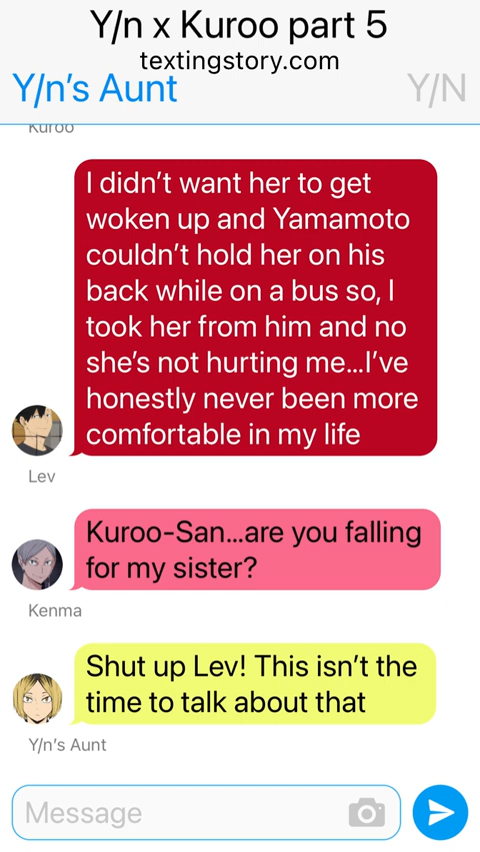 Y/n x Kuroo part 5
textingstory.com
Y/n's Aunt
Y/N
Kuroo
I didn't want her to get
woken up and Yamamoto
couldn't hold her on his
back while on a bus so, I
took her from him and no
she's not hurting me...I've
honestly never been more
comfortable in my life
Lev
Kuroo-San...are you falling
for my sister?
Kenma
Shut up Lev! This isn't the
time to talk about that
Y/n's Aunt
Message